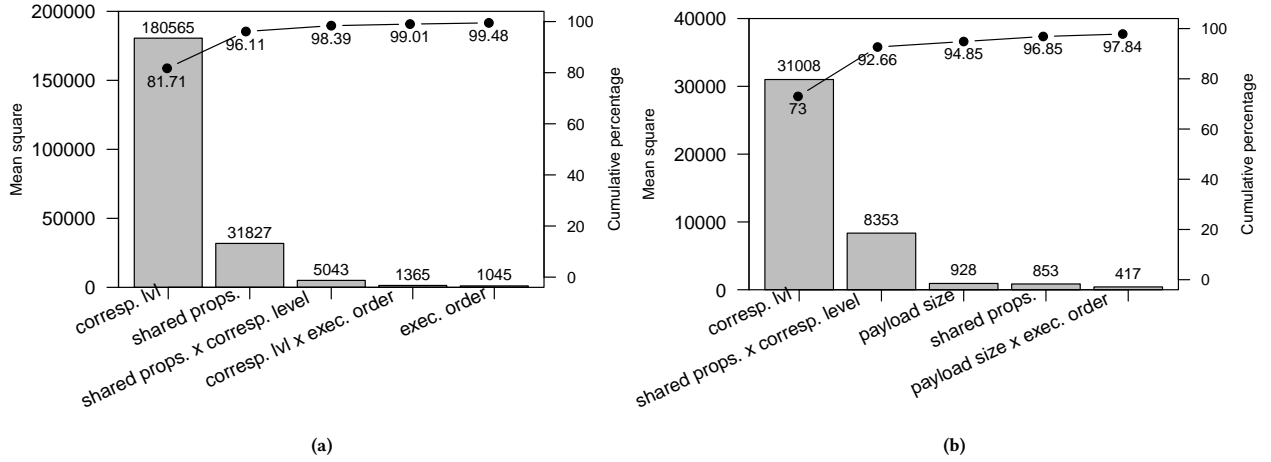 200000
150000
100000
50000
0
Mean square
180565
31827
5043
1365
1045
81.71
96.11
98.39
99.01
99.48
100
80
60
40
20
0
Cumulative percentage
corresp. lvl
shared props.
shared props. x corresp. level
corresp. lvl x exec. order
exec. order
(a)
40000
30000
20000
10000
0
Mean square
31008
8353
928
853
417
73
92.66
94.85
96.85
97.84
100
80
60
40
20
0
Cumulative percentage
corresp. lvl
shared props. x corresp. level
payload size
shared props.
payload size x exec. order
(b)